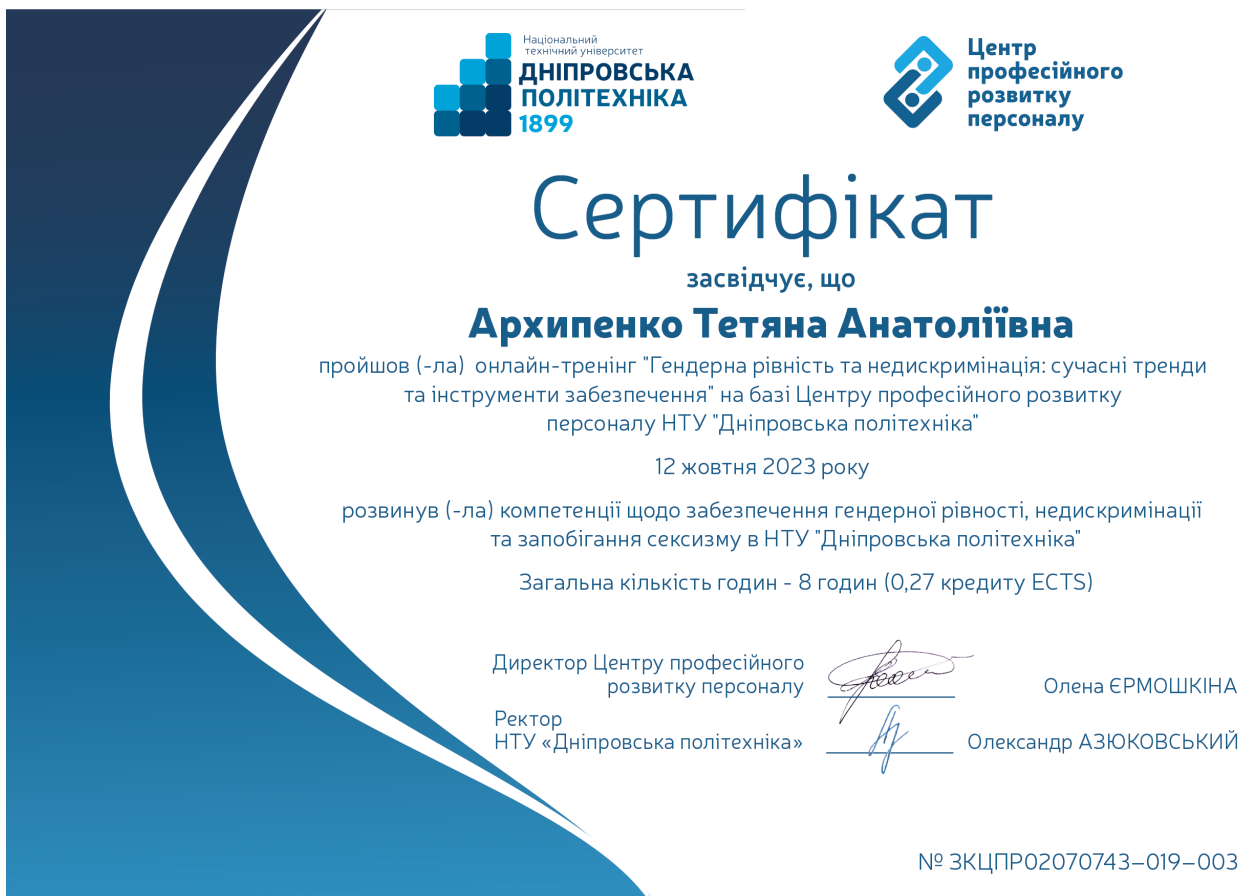 Національний
технічний університет
ДНІПРОВСЬКА
ПОЛІТЕХНІКА
1899
Центр
професійного
розвитку
персоналу
Сертифікат
засвідчує, що
Архипенко Тетяна Анатоліївна
пройшов (-ла) онлайн-тренінг "Гендерна рівність та недискримінація: сучасні тренди
та інструменти забезпечення" на базі Центру професійного розвитку
персоналу НТУ "Дніпровська політехніка"
12 жовтня 2023 року
розвинув (-ла) компетенції щодо забезпечення гендерної рівності, недискримінації
та запобігання сексизму в НТУ "Дніпровська політехніка"
Загальна кількість годин - 8 годин (0,27 кредиту ECTS)
Директор Центру професійного
розвитку персоналу
Олена ЄРМОШКІНА
Ректор
НТУ «Дніпровська політехніка»
Олександр АЗЮКОВСЬКИЙ
№ ЗКЦПР02070743–019–003